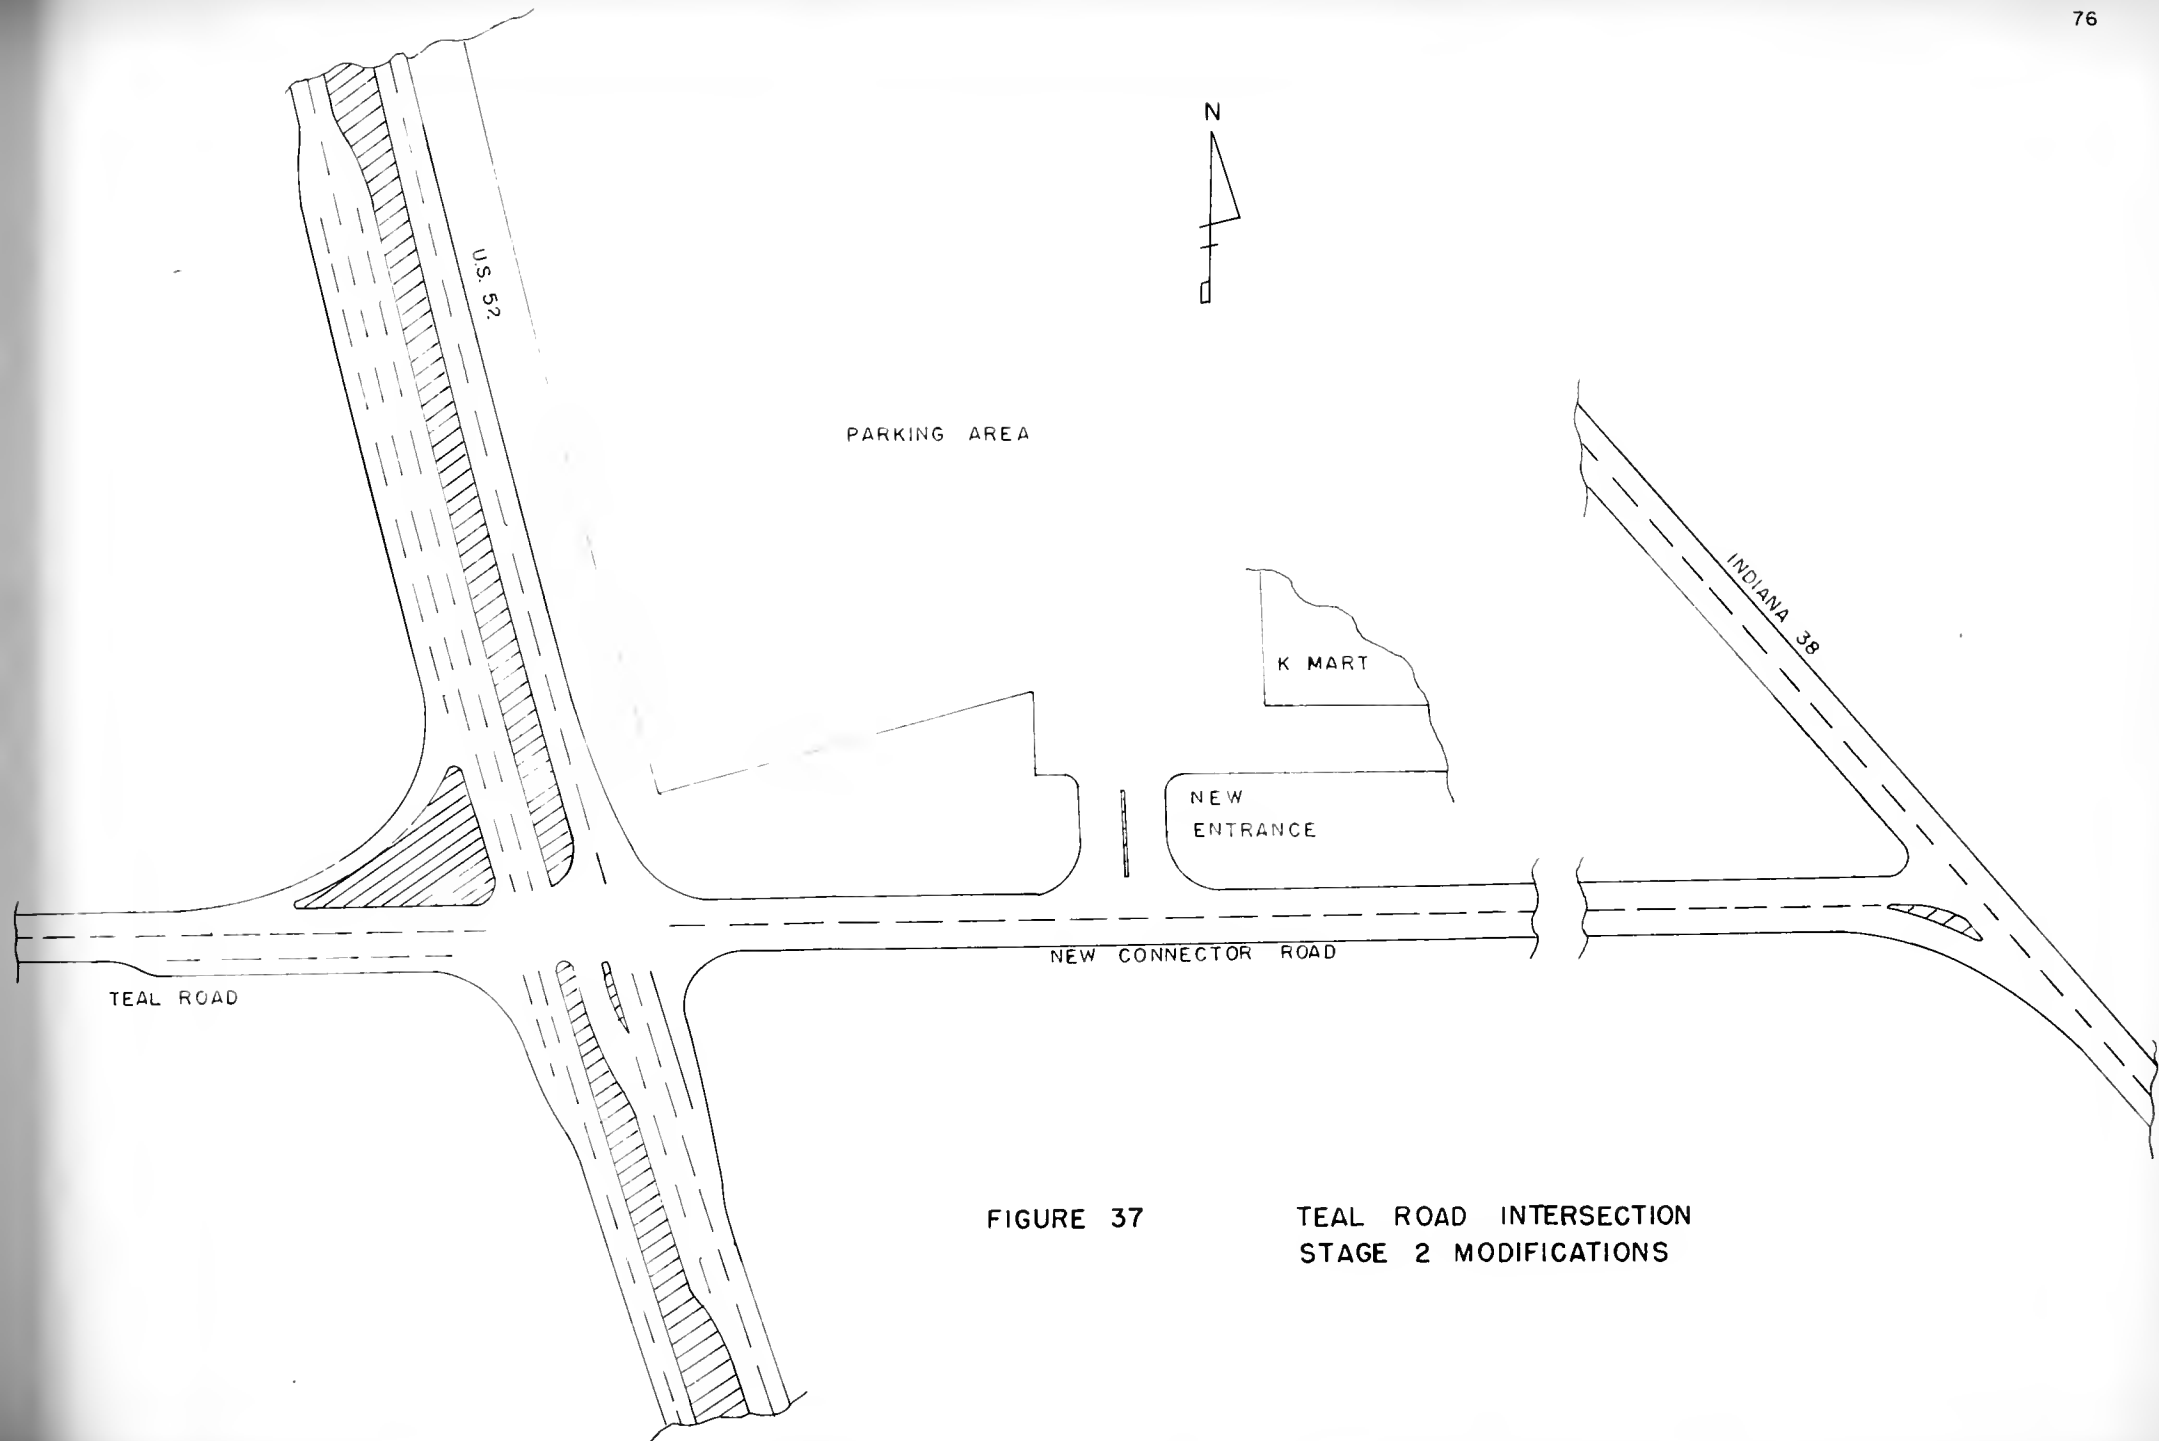 76
N
U.S. 52
PARKING AREA
INDIANA 38
K MART
NEW
ENTRANCE
NEW CONNECTOR ROAD
TEAL ROAD
FIGURE 37
TEAL ROAD INTERSECTION
STAGE 2 MODIFICATIONS